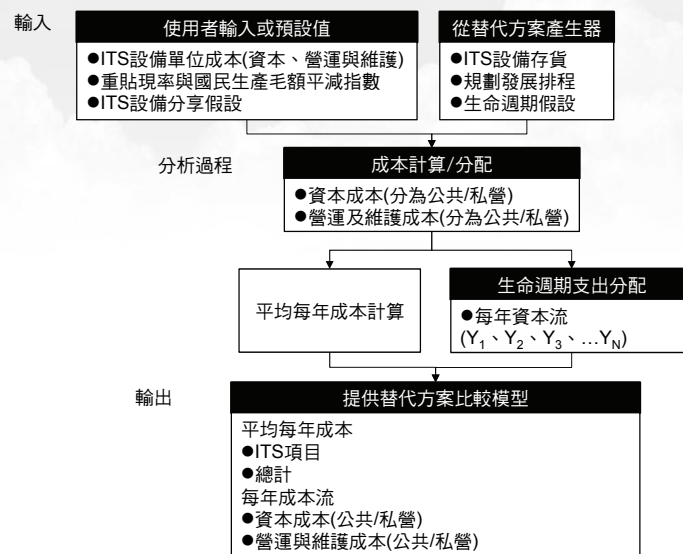 輸入
使用者輸入或預設值
●ITS設備單位成本(資本、營運與維護)
●重貼現率與國民生產毛額平減指數
●ITS設備分享假設
從替代方案產生器
●ITS設備存貨
●規劃發展排程
●生命週期假設
分析過程
成本計算/分配
●資本成本(分為公共/私營)
●營運及維護成本(分為公共/私營)
平均每年成本計算
生命週期支出分配
●每年資本流
(Y₁、Y₂、Y₃、…Y_N)
輸出
提供替代方案比較模型
平均每年成本
●ITS項目
●總計
每年成本流
●資本成本(公共/私營)
●營運與維護成本(公共/私營)